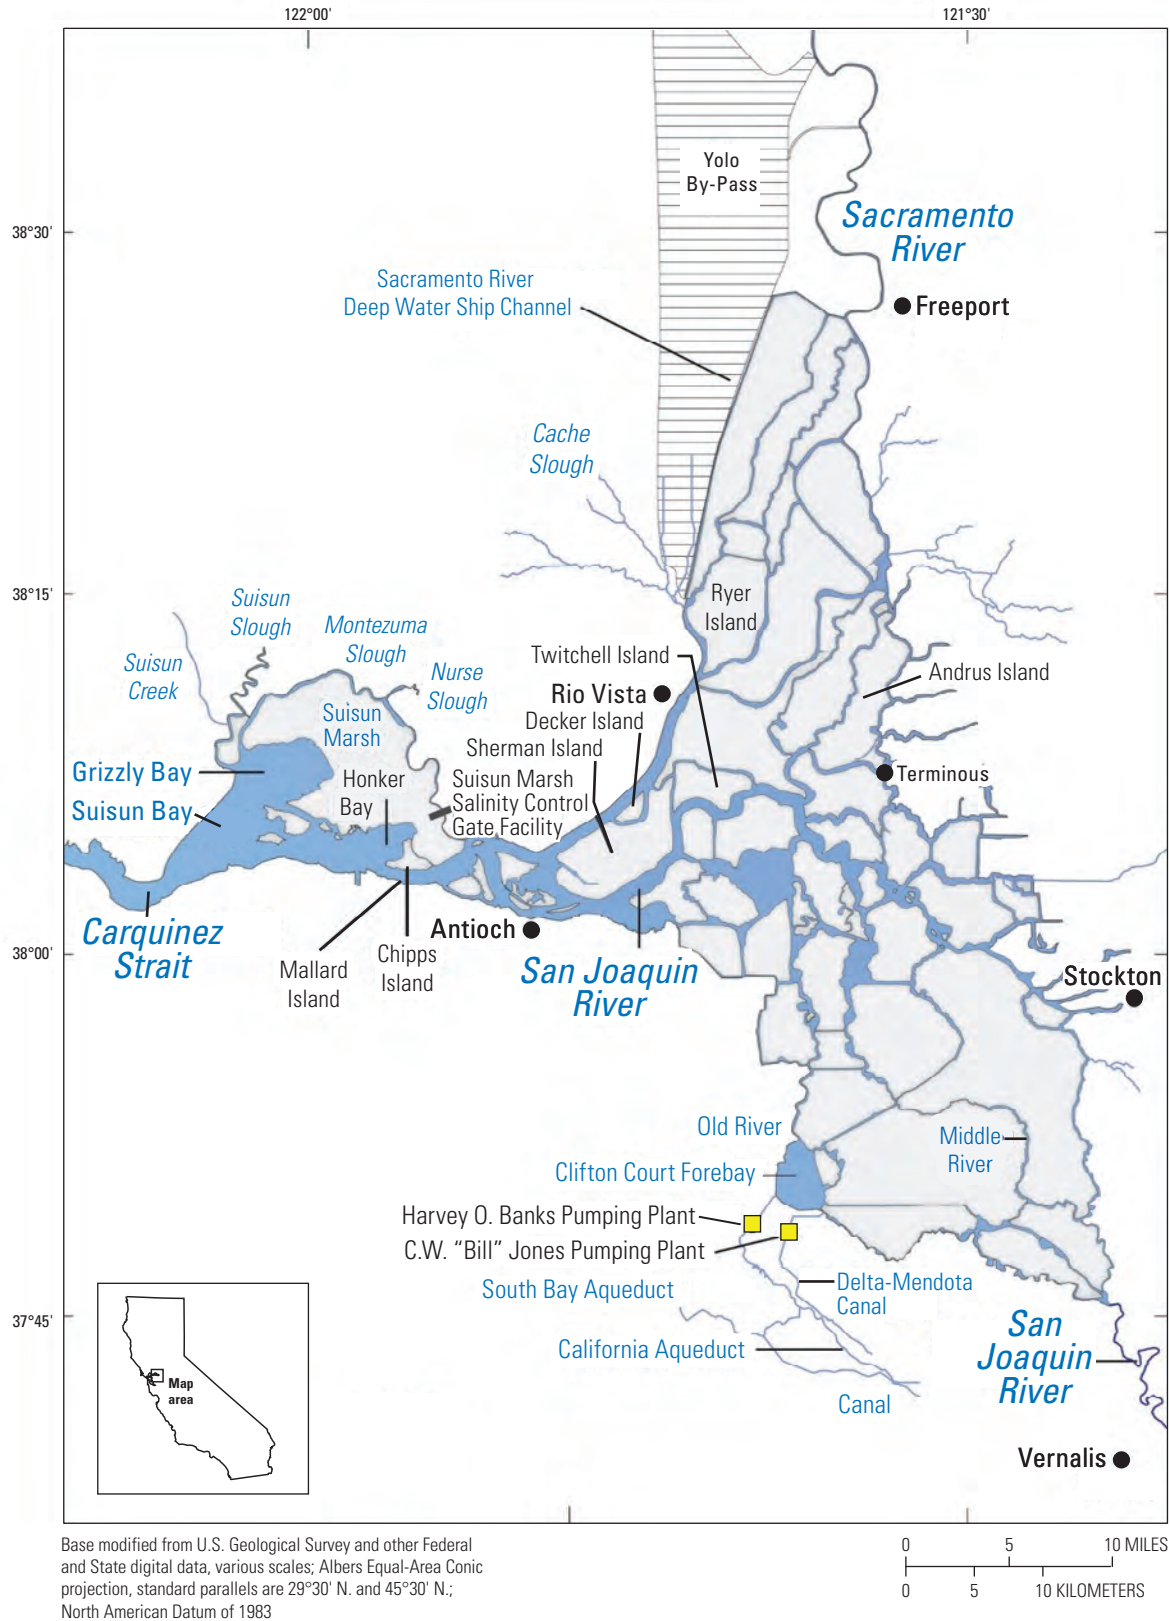 122°00'
121°30'
Yolo
By-Pass
Sacramento
River
38°30'
Sacramento River
Deep Water Ship Channel
Freeport
Cache
Slough
38°15'
Ryer
Island
Suisun
Slough
Montezuma
Slough
Suisun
Creek
Nurse
Slough
Twitchell Island
Andrus Island
Rio Vista
Suisun
Marsh
Decker Island
Sherman Island
Grizzly Bay
Honker
Bay
Suisun Marsh
Salinity Control
Gate Facility
Terminous
Suisun Bay
Carquinez
Strait
Antioch
38°00'
Mallard
Island
Chipps
Island
San Joaquin
River
Stockton
Old River
Middle
River
Clifton Court Forebay
Harvey O. Banks Pumping Plant
C.W. “Bill” Jones Pumping Plant
South Bay Aqueduct
Delta-Mendota
Canal
37°45'
California Aqueduct
San
Joaquin
River
Canal
Map
area
Vernalis
Base modified from U.S. Geological Survey and other Federal
and State digital data, various scales; Albers Equal-Area Conic
projection, standard parallels are 29°30' N. and 45°30' N.;
North American Datum of 1983
0 5 10 MILES
0 5 10 KILOMETERS